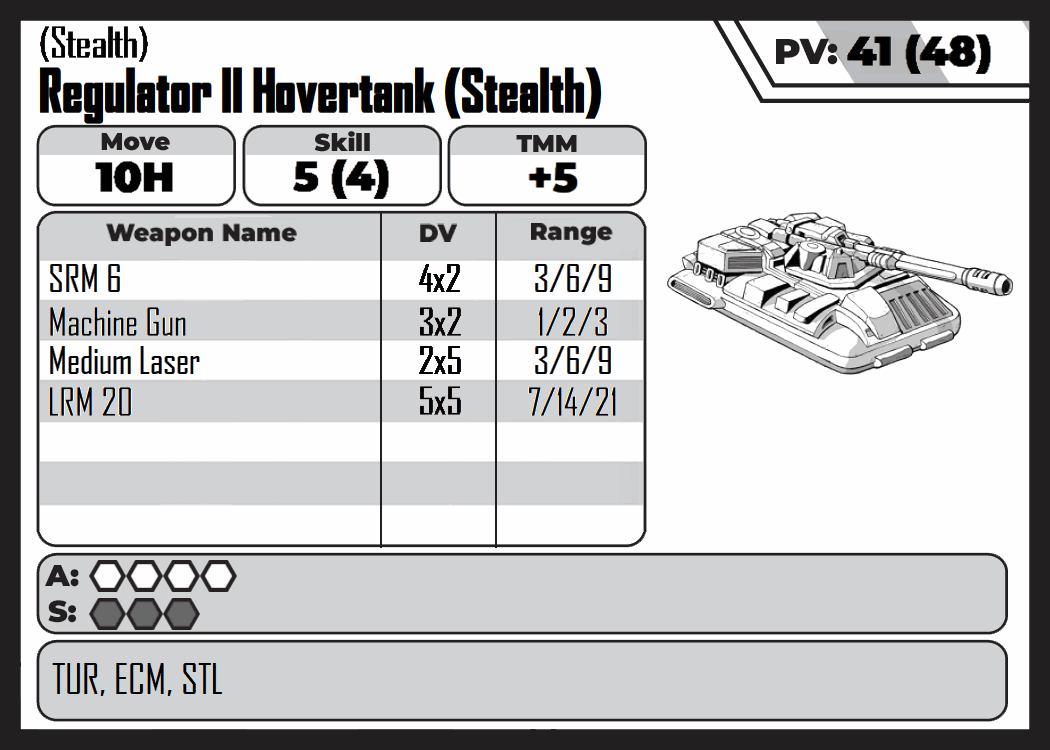 (Stealth)
Regulator II Hovertank (Stealth)
PV: 41 (48)
Move Skill TMM
10H 5 (4) +5
Weapon Name DV Range
SRM 6 4x2 3/6/9
Machine Gun 3x2 1/2/3
Medium Laser 2x5 3/6/9
LRM 20 5x5 7/14/21
A:
S:
TUR, ECM, STL